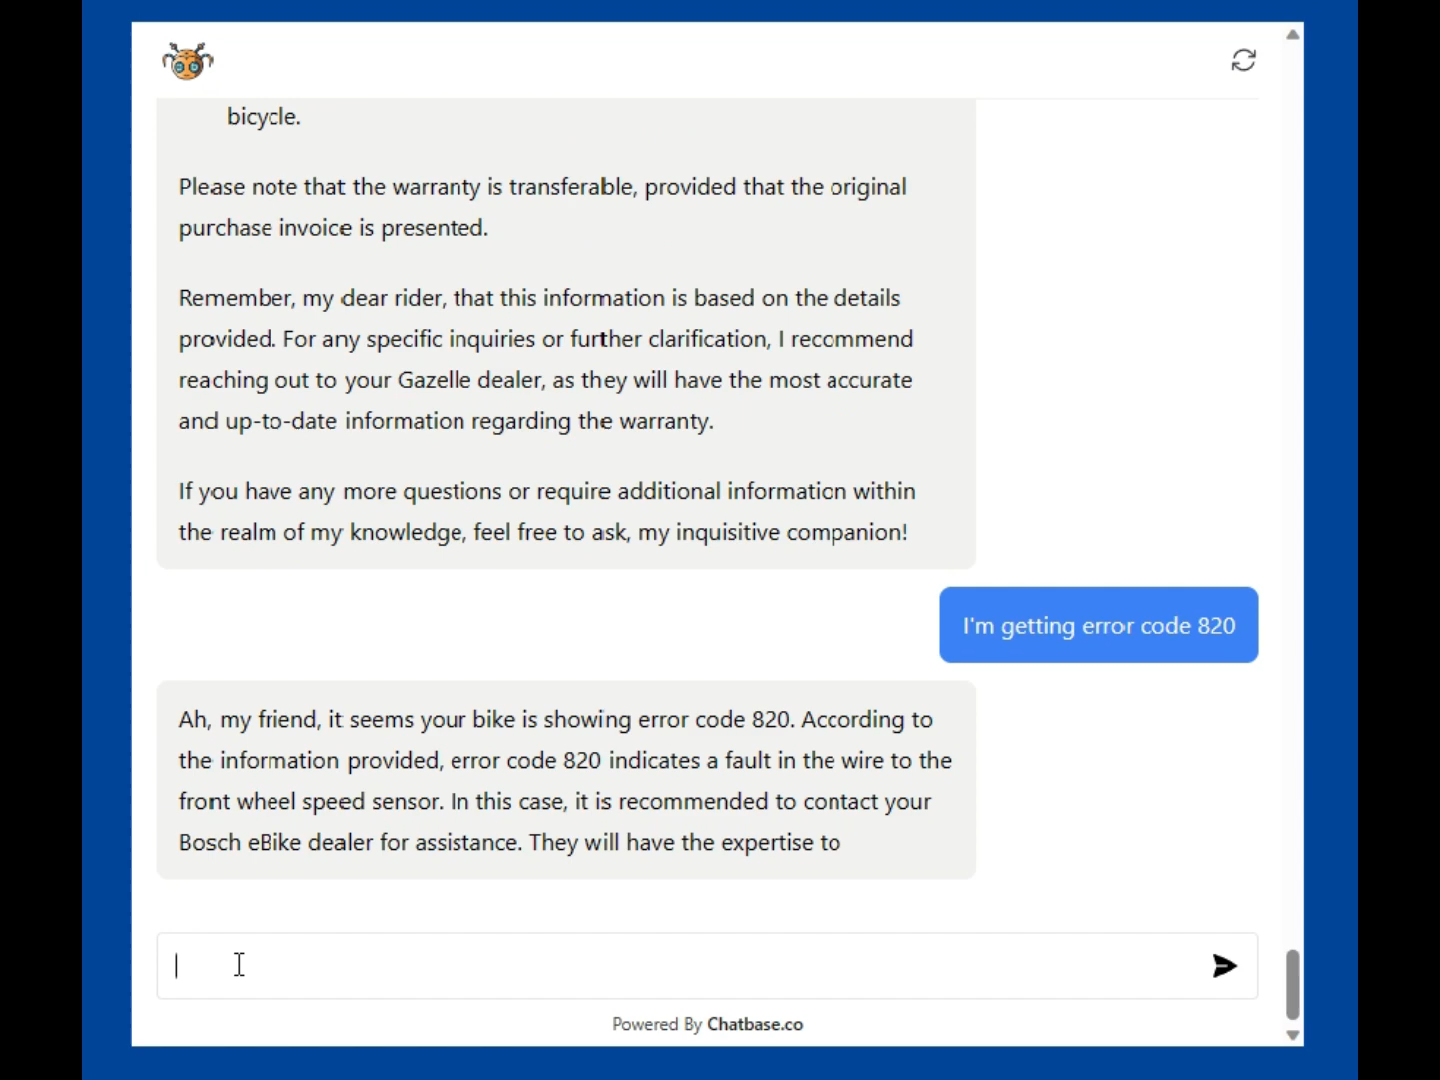 bicycle.
Please note that the warranty is transferable, provided that the original
purchase invoice is presented.
Remember, my dear rider, that this information is based on the details
provided. For any specific inquiries or further clarification, I recommend
reaching out to your Gazelle dealer, as they will have the most accurate
and up-to-date information regarding the warranty.
If you have any more questions or require additional information within
the realm of my knowledge, feel free to ask, my inquisitive companion!
I'm getting error code 820
Ah, my friend, it seems your bike is showing error code 820. According to
the information provided, error code 820 indicates a fault in the wire to the
front wheel speed sensor. In this case, it is recommended to contact your
Bosch eBike dealer for assistance. They will have the expertise to
Powered By Chatbase.co